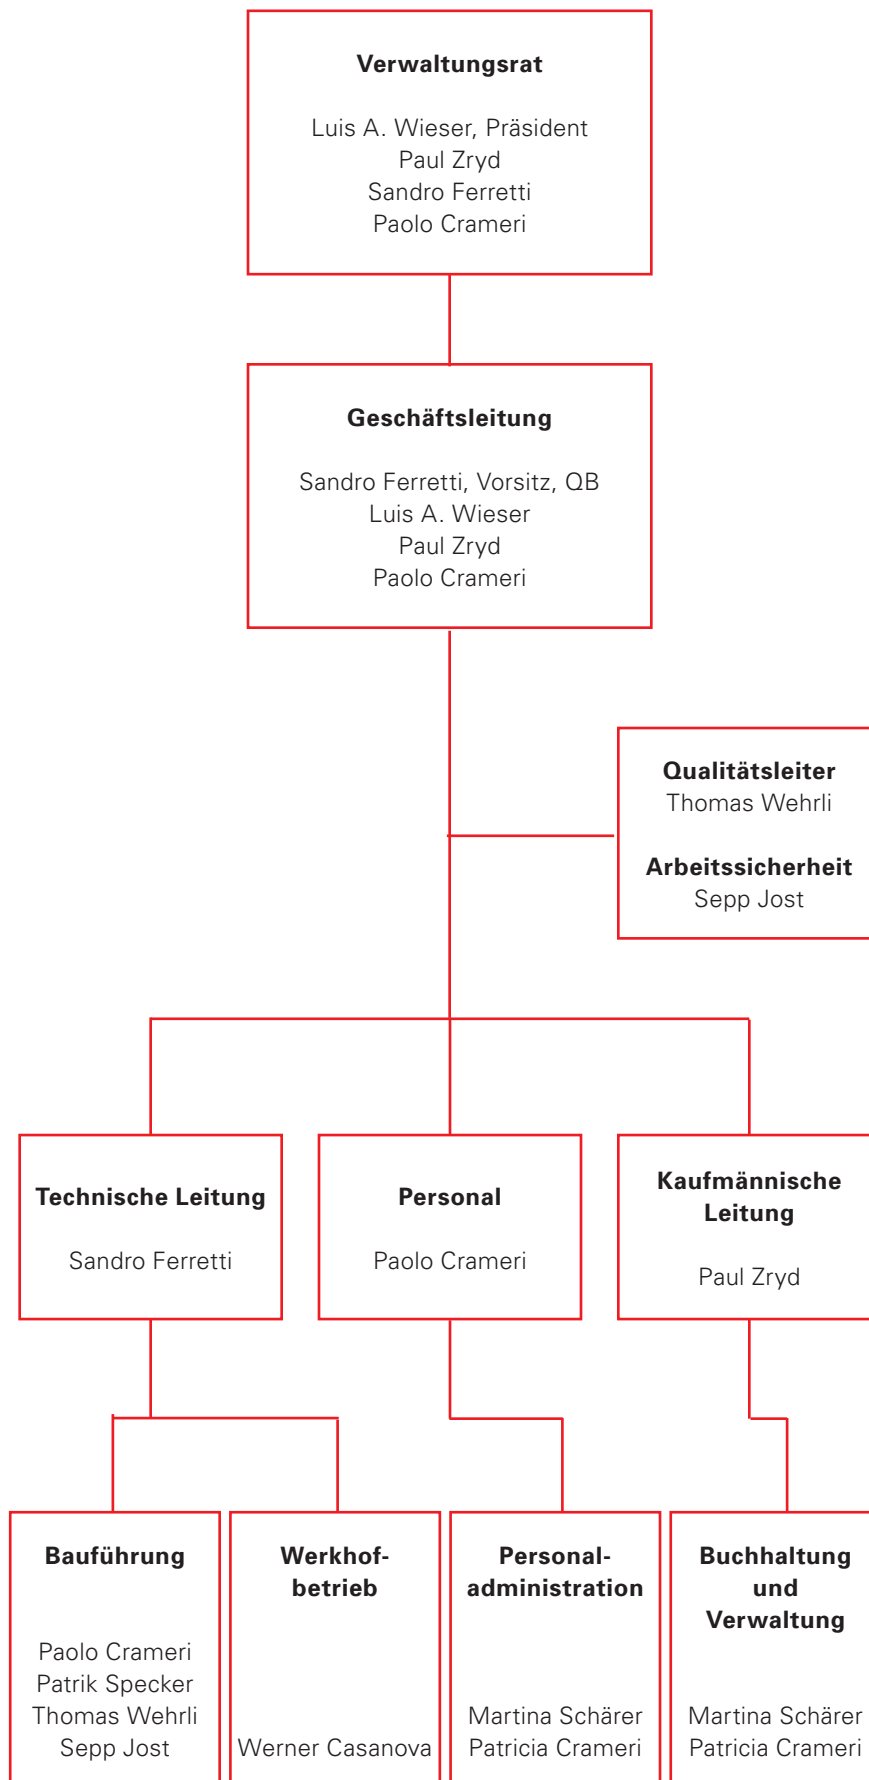 Verwaltungsrat
Luis A. Wieser, Präsident
Paul Zryd
Sandro Ferretti
Paolo Crameri
Geschäftsleitung
Sandro Ferretti, Vorsitz, QB
Luis A. Wieser
Paul Zryd
Paolo Crameri
Qualitätsleiter
Thomas Wehrli
Arbeitssicherheit
Sepp Jost
Technische Leitung
Sandro Ferretti
Personal
Paolo Crameri
Kaufmännische
Leitung
Paul Zryd
Bauführung
Paolo Crameri
Patrik Specker
Thomas Wehrli
Sepp Jost
Werkhof-
betrieb
Werner Casanova
Personal-
administration
Martina Schärer
Patricia Crameri
Buchhaltung
und
Verwaltung
Martina Schärer
Patricia Crameri